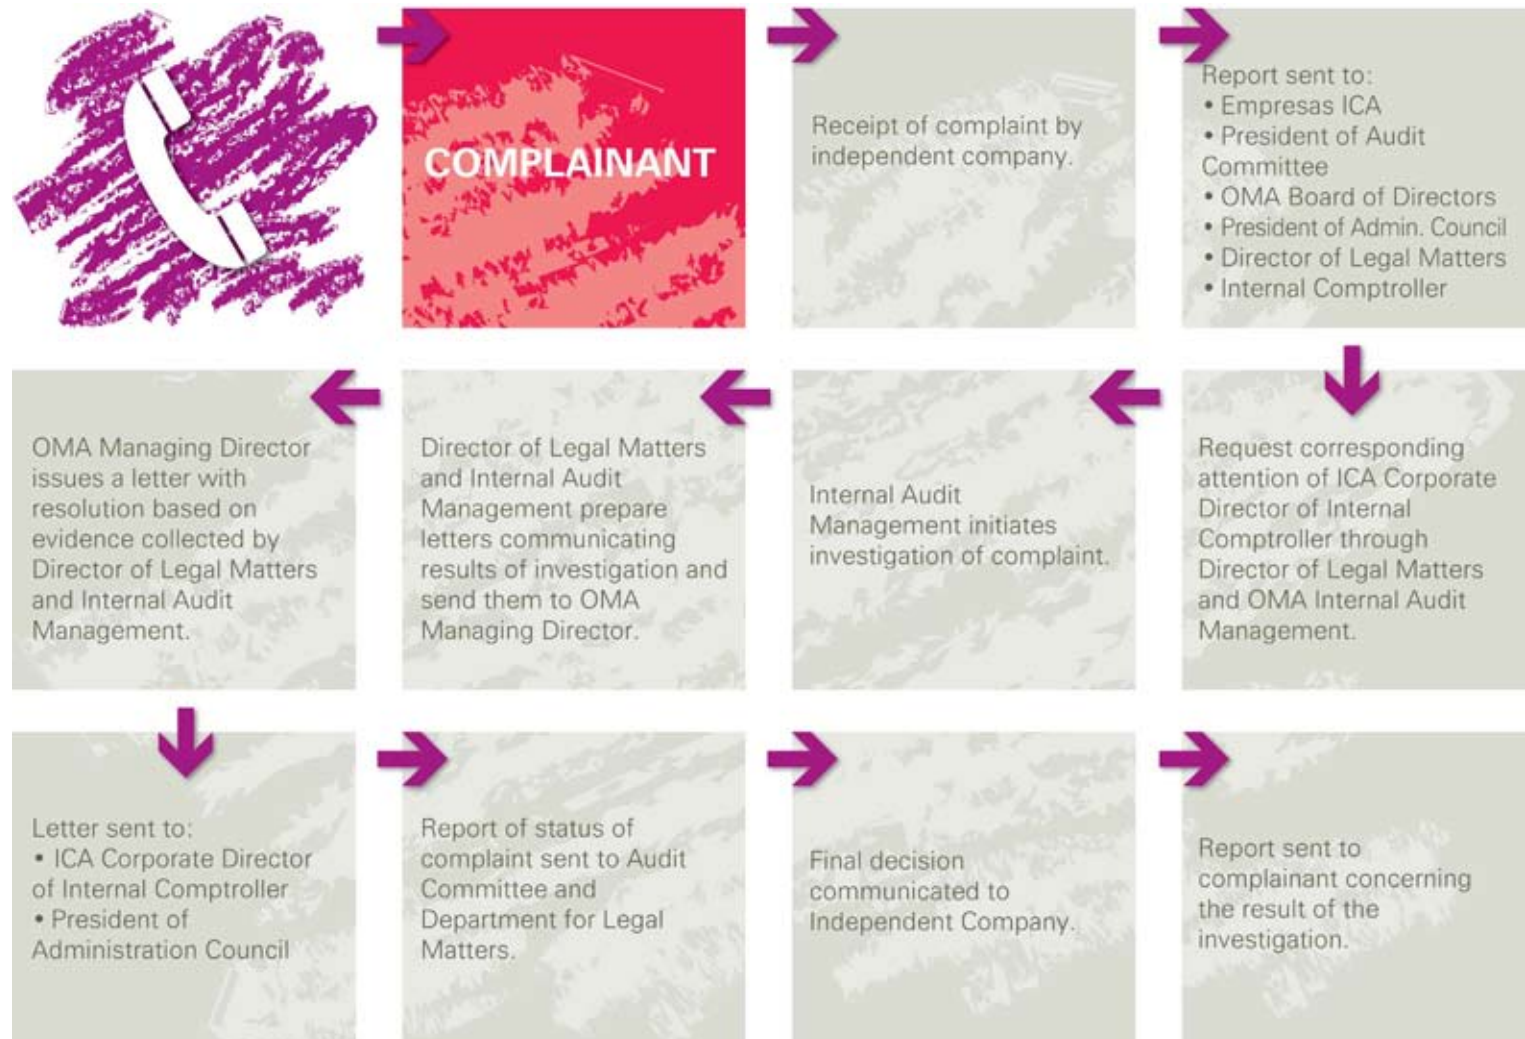 COMPLAINANT
Receipt of complaint by
independent company.
Report sent to:
• Empresas ICA
• President of Audit
Committee
• OMA Board of Directors
• President of Admin. Council
• Director of Legal Matters
• Internal Comptroller
Request corresponding
attention of ICA Corporate
Director of Internal
Comptroller through
Director of Legal Matters
and OMA Internal Audit
Management.
Internal Audit
Management initiates
investigation of complaint.
Director of Legal Matters
and Internal Audit
Management prepare
letters communicating
results of investigation and
send them to OMA
Managing Director.
OMA Managing Director
issues a letter with
resolution based on
evidence collected by
Director of Legal Matters
and Internal Audit
Management.
Letter sent to:
• ICA Corporate Director
of Internal Comptroller
• President of
Administration Council
Report of status of
complaint sent to Audit
Committee and
Department for Legal
Matters.
Final decision
communicated to
Independent Company.
Report sent to
complainant concerning
the result of the
investigation.